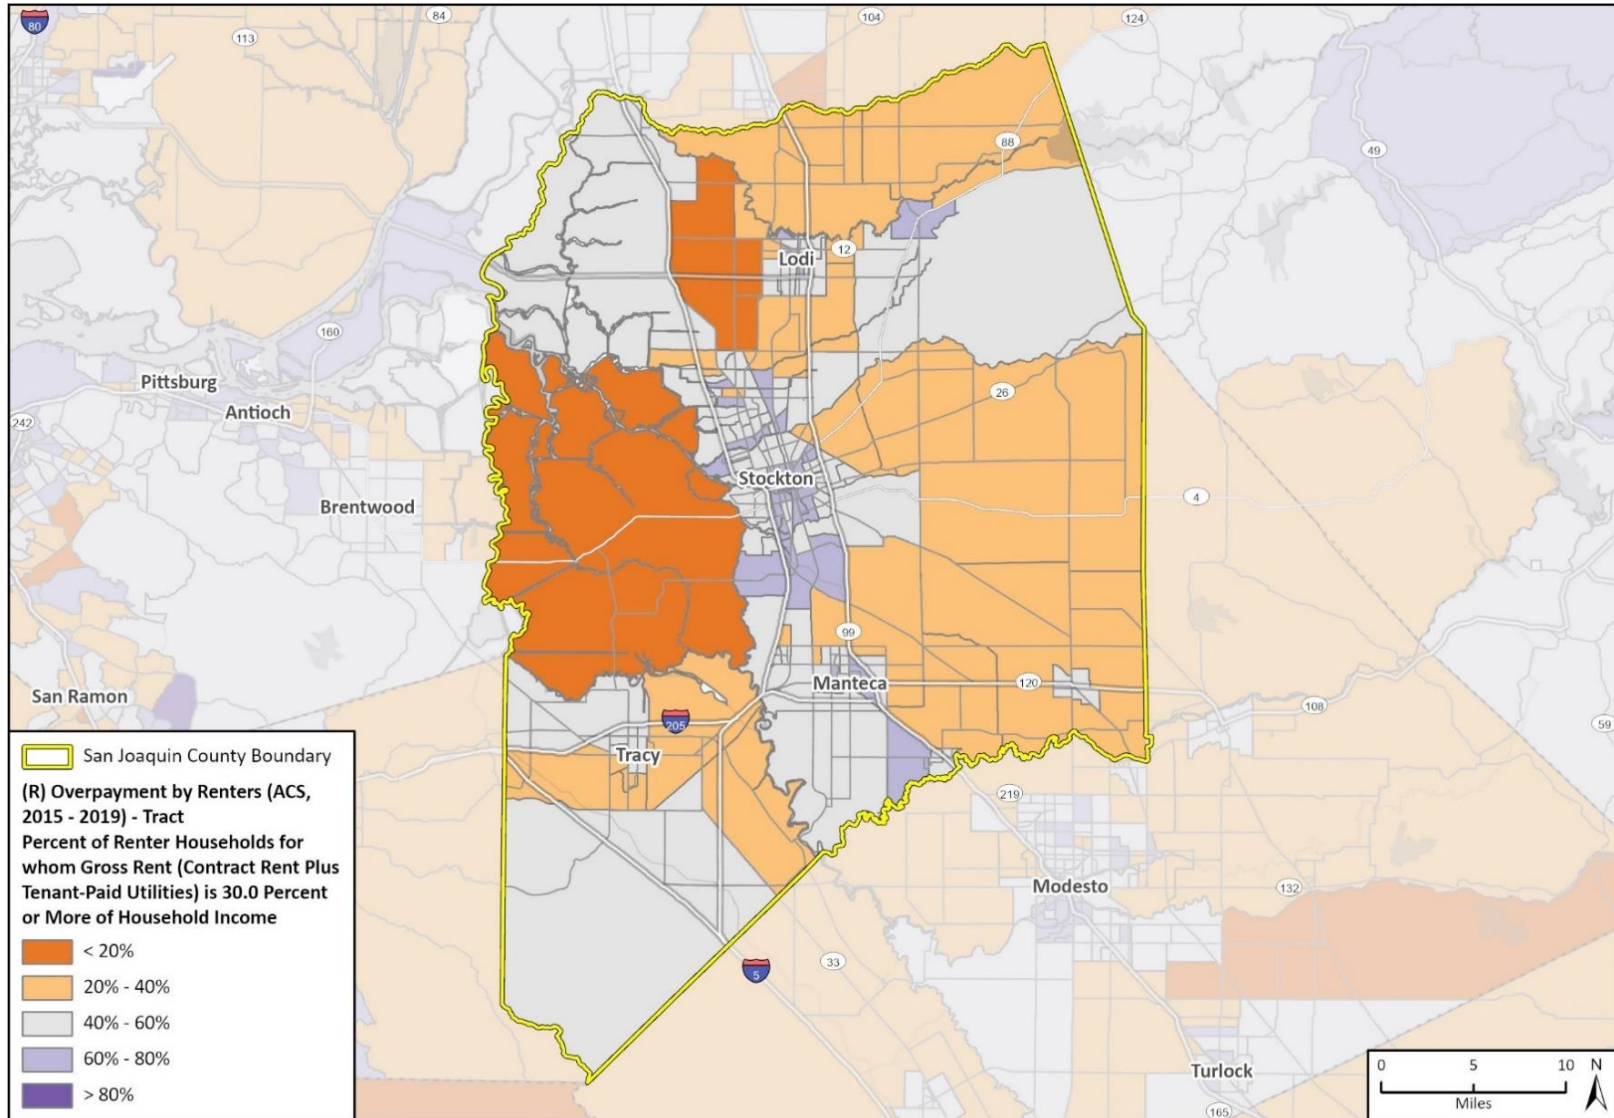 80
113
84
104
124
88
49
12
Lodi
160
Pittsburg
Antioch
242
26
Stockton
4
Brentwood
99
Manteca
120
San Ramon
108
59
205
Tracy
219
Modesto
132
33
5
Turlock
165
San Joaquin County Boundary
(R) Overpayment by Renters (ACS,
2015 - 2019) - Tract
Percent of Renter Households for
whom Gross Rent (Contract Rent Plus
Tenant-Paid Utilities) is 30.0 Percent
or More of Household Income
< 20%
20% - 40%
40% - 60%
60% - 80%
> 80%
0 5 10 N
Miles